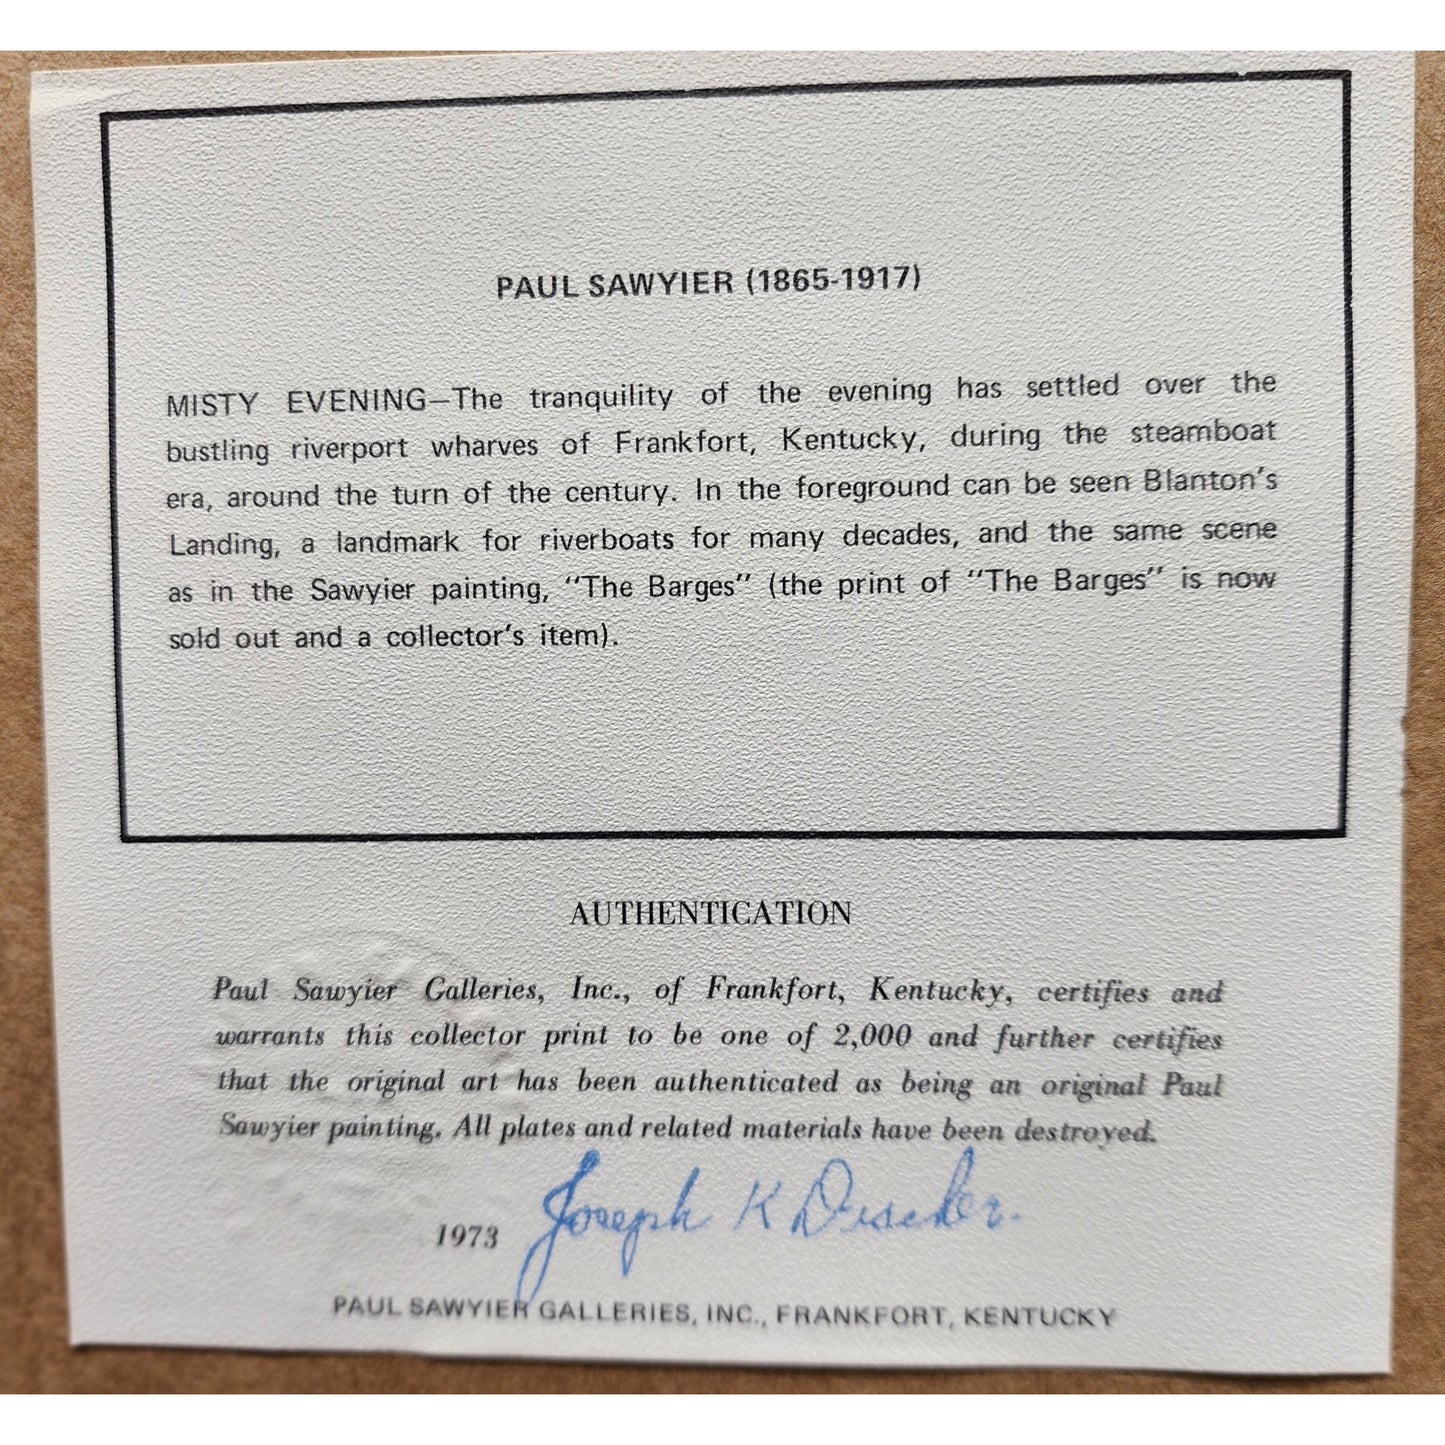 PAUL SAWYIER (1865-1917)
MISTY EVENING—The tranquility of the evening has settled over the
bustling riverport wharves of Frankfort, Kentucky, during the steamboat
era, around the turn of the century. In the foreground can be seen Blanton's
Landing, a landmark for riverboats for many decades, and the same scene
as in the Sawyier painting, "The Barges" (the print of "The Barges" is now
sold out and a collector's item).
AUTHENTICATION
Paul Sawyier Galleries, Inc., of Frankfort, Kentucky, certifies and
warrants this collector print to be one of 2,000 and further certifies
that the original art has been authenticated as being an original Paul
Sawyier painting. All plates and related materials have been destroyed.
1973 Joseph K
PAUL SAWYIER GALLERIES, INC., FRANKFORT, KENTUCKY